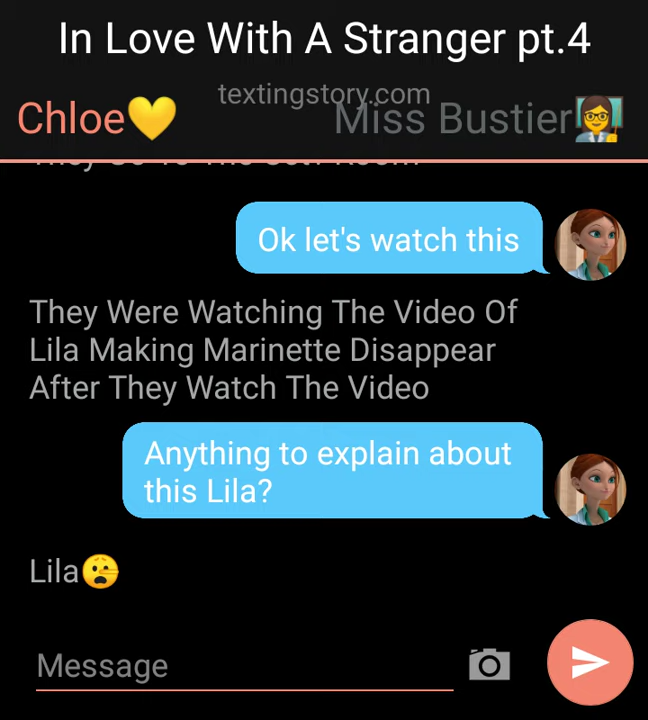 In Love With A Stranger pt.4
textingstory.com
Chloe💛
Miss Bustier👩‍🏫
Ok let's watch this
They Were Watching The Video Of
Lila Making Marinette Disappear
After They Watch The Video
Anything to explain about
this Lila?
Lila🤥
Message